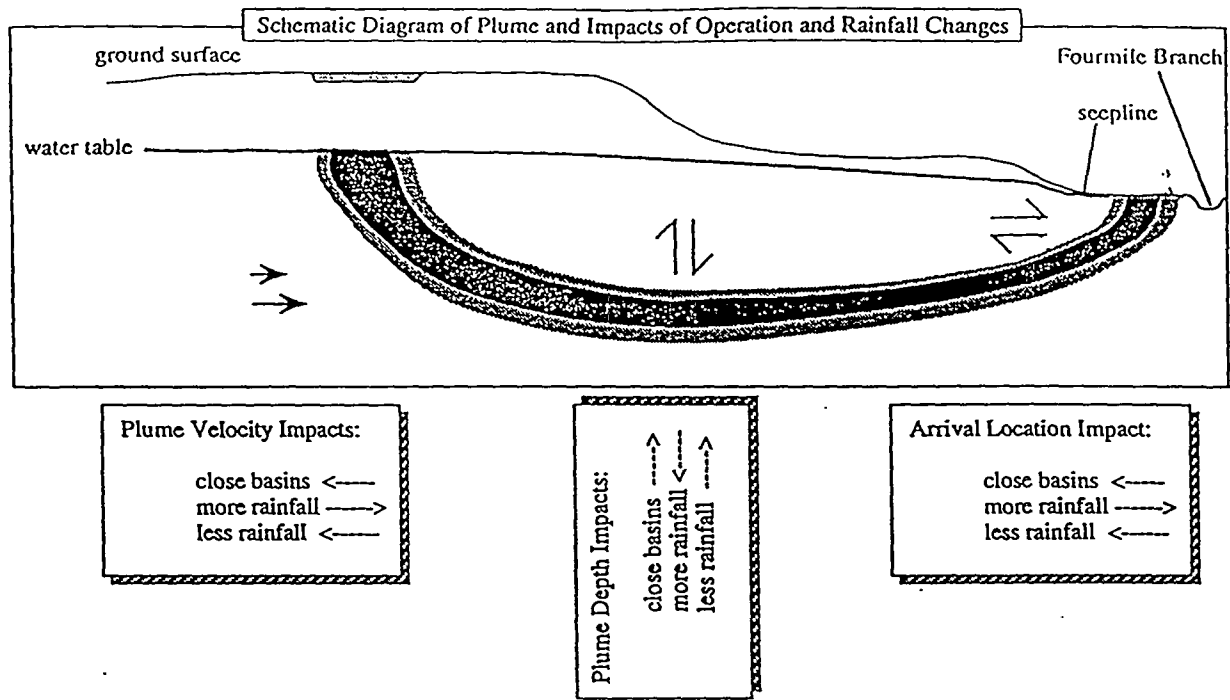 Schematic Diagram of Plume and Impacts of Operation and Rainfall Changes
ground surface
Fourmile Branch
seepline
water table
Plume Velocity Impacts:
close basins <-----
more rainfall ----->
less rainfall <-----
Plume Depth Impacts:
close basins ----->
more rainfall <-----
less rainfall ----->
Arrival Location Impact:
close basins <-----
more rainfall ----->
less rainfall <-----